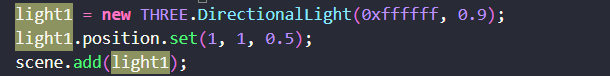 light1 = new THREE.DirectionalLight(0xffffff, 0.9);
light1.position.set(1, 1, 0.5);
scene.add(light1);